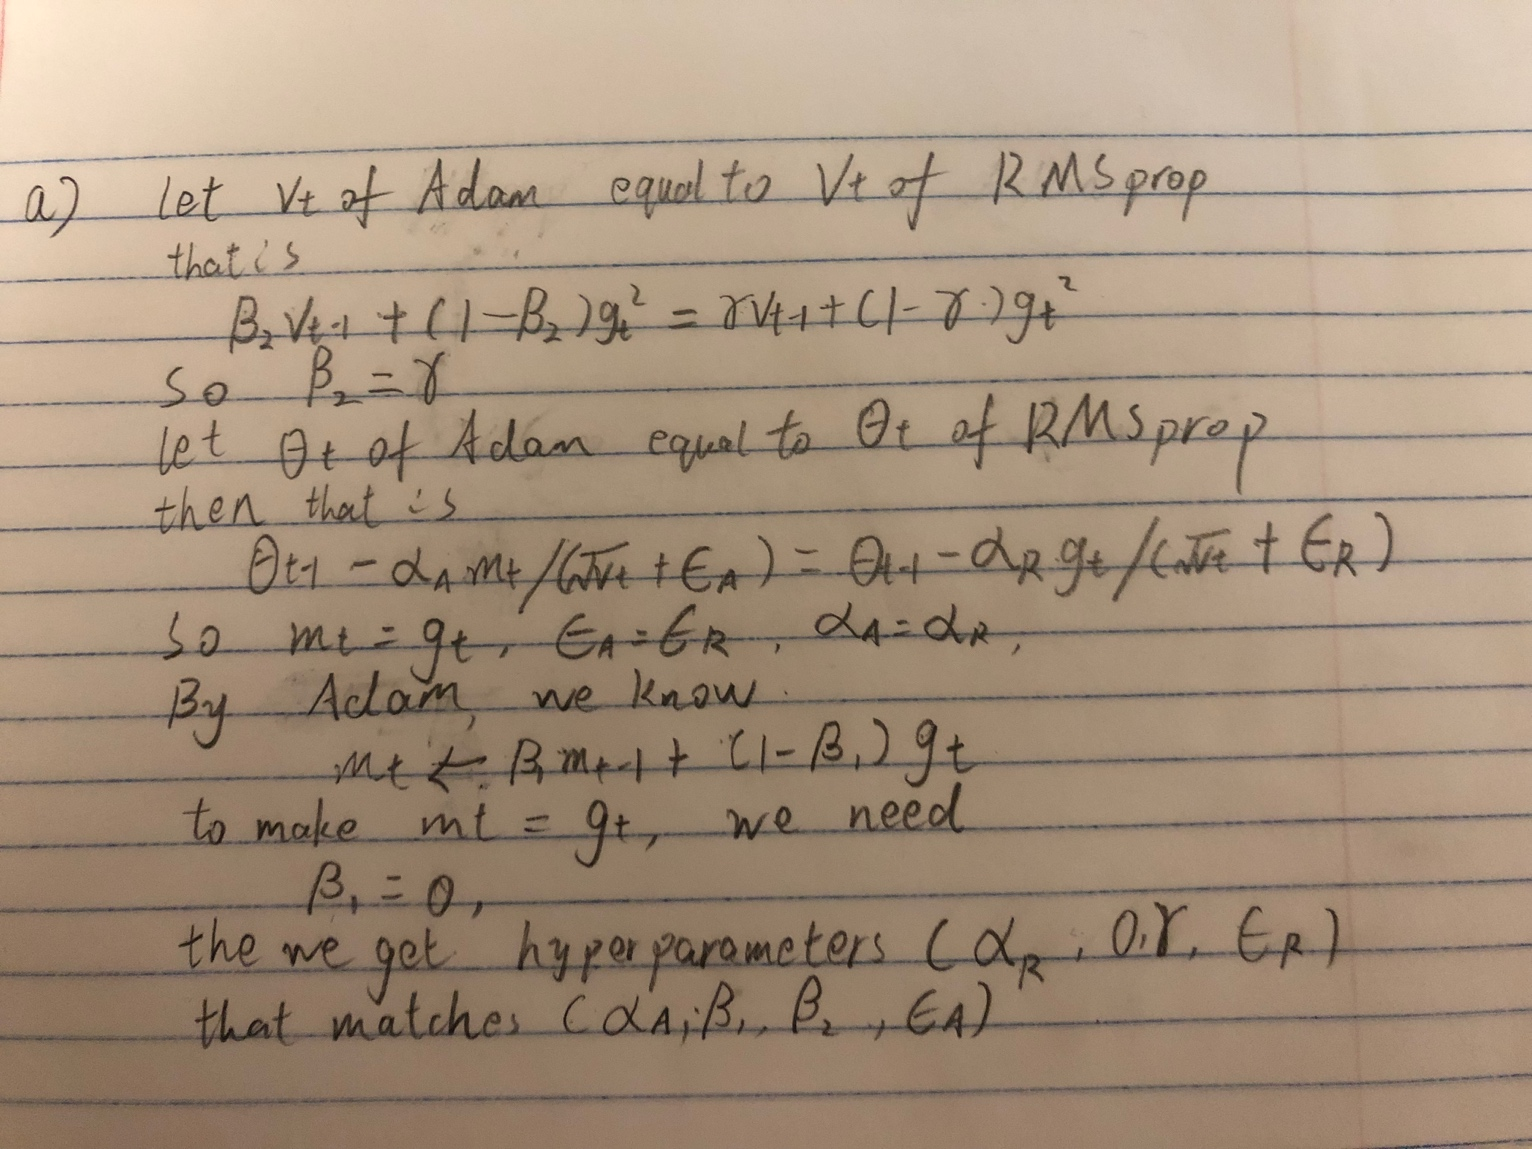 a) let Vt of Adam equal to Vt of RMSprop
that is
β₂Vt-1 + (1-β₂)gt² = γVt-1 + (1-γ)gt²
so β₂ = γ
let θt of Adam equal to θt of RMSprop
then that is
θt-1 - αA mt/(√Vt + ϵA) = θt-1 - αR gt/(√Vt + ϵR)
so mt = gt, ϵA = ϵR, αA = αR,
By Adam, we know
mt ← β₁mt-1 + (1-β₁)gt
to make mt = gt, we need
β₁ = 0,
the we get hyperparameters (αR, 0, γ, ϵR)
that matches (αA, β₁, β₂, ϵA)